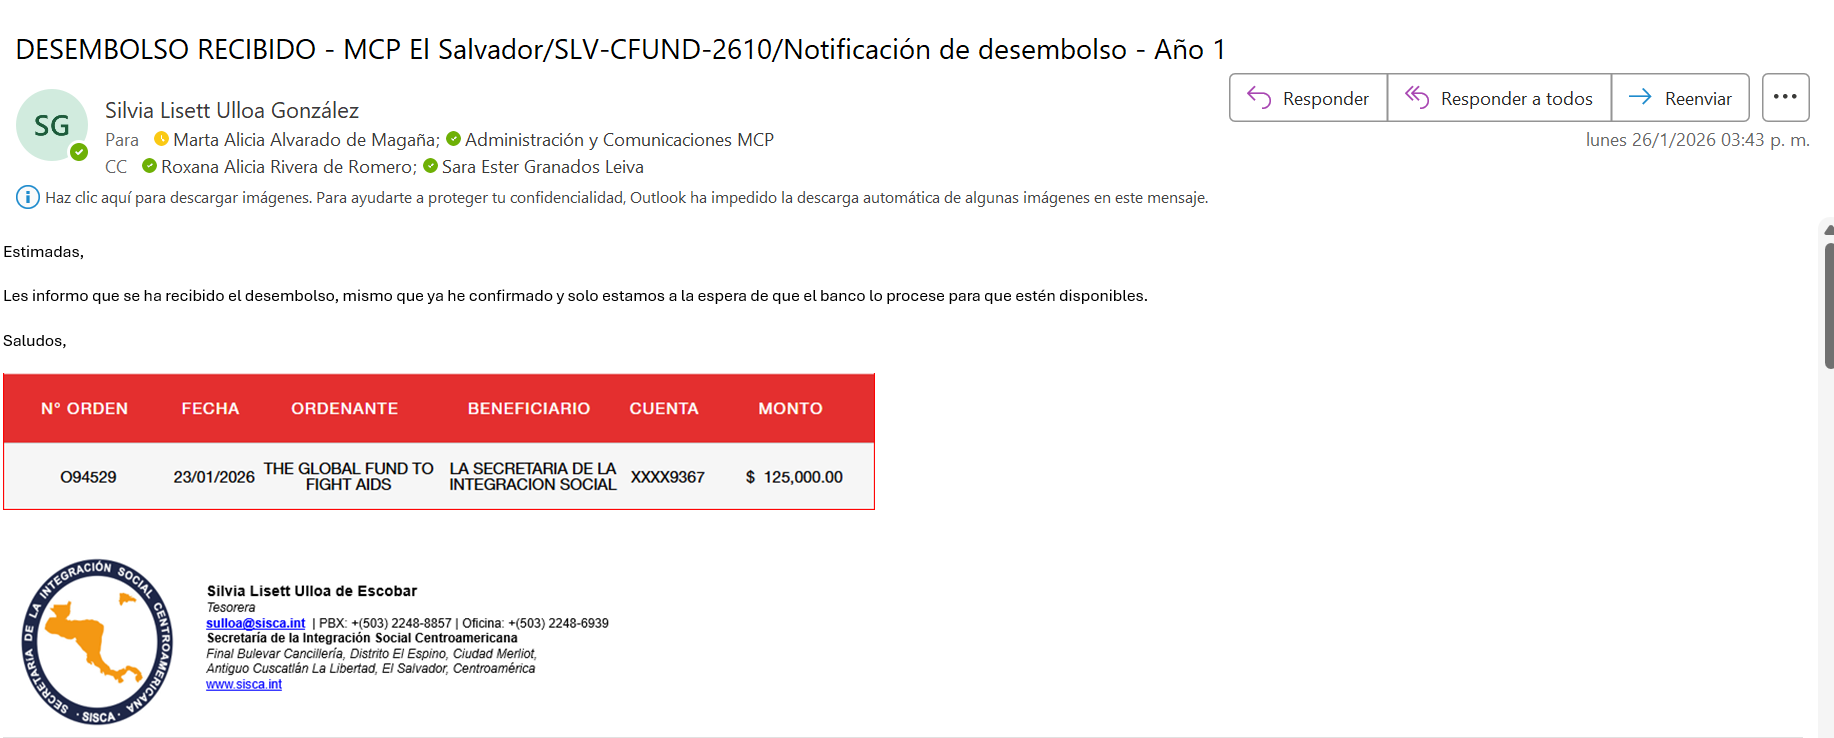 DESEMBOLSO RECIBIDO - MCP El Salvador/SLV-CFUND-2610/Notificación de desembolso - Año 1
SG
Silvia Lisett Ulloa González
Responder
Responder a todos
Reenviar
Para Marta Alicia Alvarado de Magaña; Administración y Comunicaciones MCP
lunes 26/1/2026 03:43 p. m.
CC Roxana Alicia Rivera de Romero; Sara Ester Granados Leiva
Haz clic aquí para descargar imágenes. Para ayudarte a proteger tu confidencialidad, Outlook ha impedido la descarga automática de algunas imágenes en este mensaje.
Estimadas,
Les informo que se ha recibido el desembolso, mismo que ya he confirmado y solo estamos a la espera de que el banco lo procese para que estén disponibles.
Saludos,
N° ORDEN FECHA ORDENANTE BENEFICIARIO CUENTA MONTO
O94529 23/01/2026 THE GLOBAL FUND TO FIGHT AIDS LA SECRETARIA DE LA INTEGRACION SOCIAL XXXX9367 $ 125,000.00
SECRETARÍA DE LA INTEGRACIÓN SOCIAL CENTROAMERICANA
· SISCA ·
Silvia Lisett Ulloa de Escobar
Tesorera
sulloa@sisca.int | PBX: +(503) 2248-8857 | Oficina: +(503) 2248-6939
Secretaría de la Integración Social Centroamericana
Final Bulevar Cancillería, Distrito El Espino, Ciudad Merliot,
Antiguo Cuscatlán La Libertad, El Salvador, Centroamérica
www.sisca.int